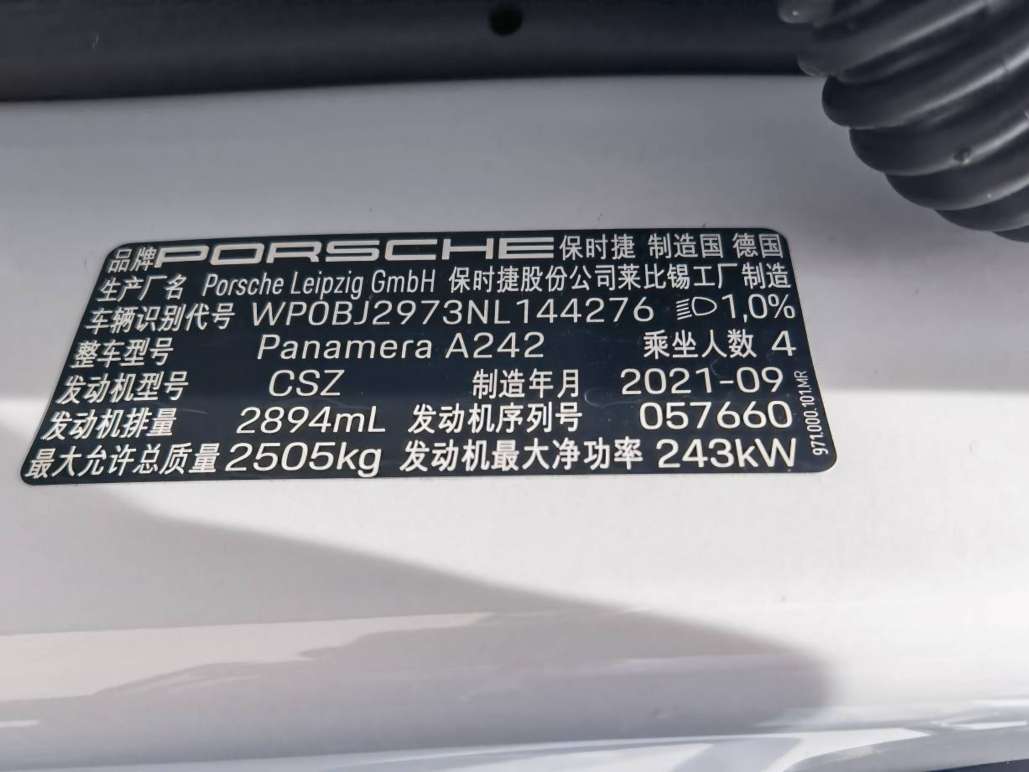 品牌 PORSCHE 保时捷 制造国 德国
生产厂名 Porsche Leipzig GmbH 保时捷股份公司莱比锡工厂制造
车辆识别代号 WP0BJ2973NL144276 1,0%
整车型号 Panamera A242 乘坐人数 4
发动机型号 CSZ 制造年月 2021-09
发动机排量 2894mL 发动机序列号 057660
最大允许总质量 2505kg 发动机最大净功率 243kW
971.000.101.MR